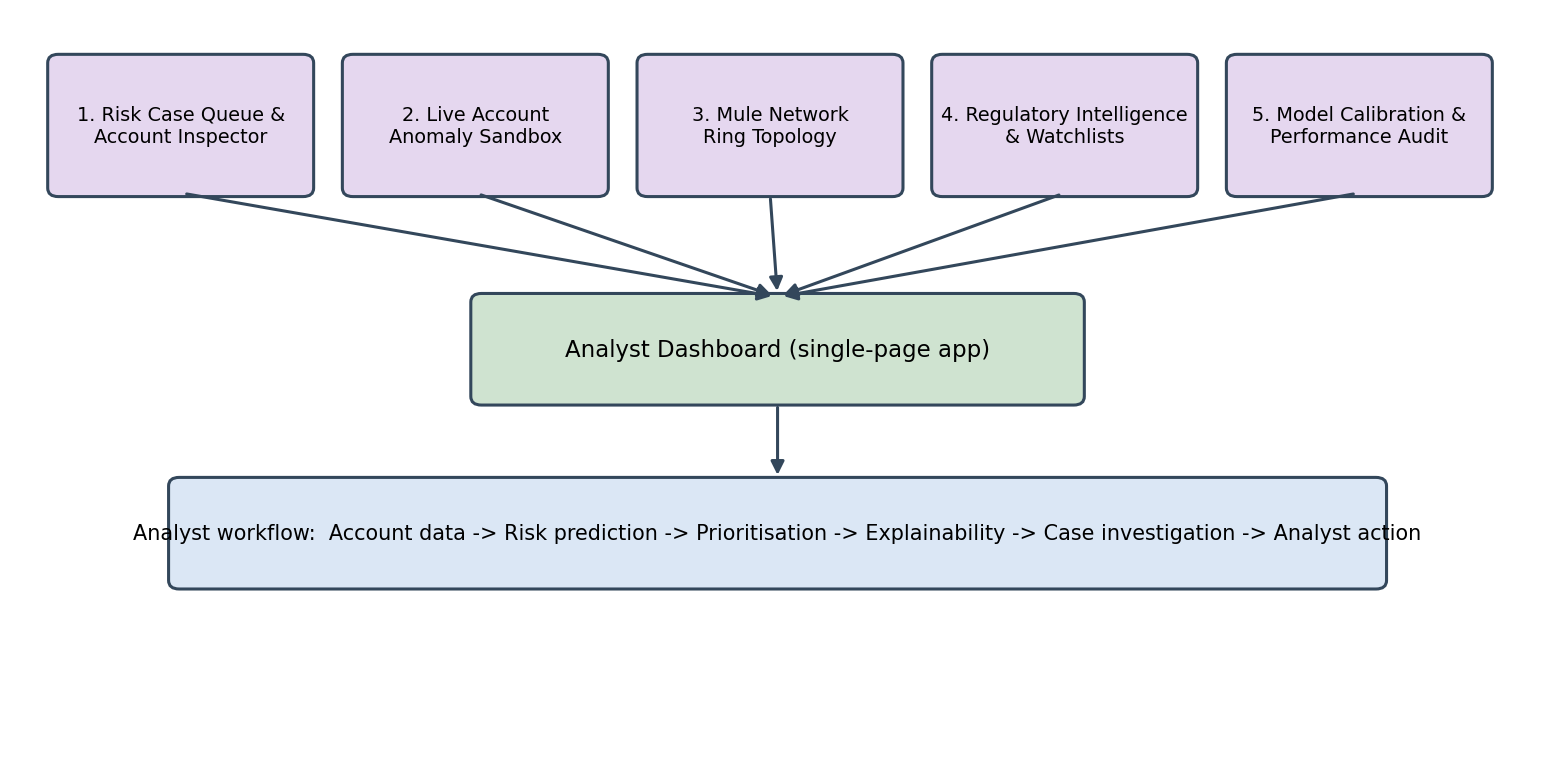 1. Risk Case Queue &
Account Inspector
2. Live Account
Anomaly Sandbox
3. Mule Network
Ring Topology
4. Regulatory Intelligence
& Watchlists
5. Model Calibration &
Performance Audit
Analyst Dashboard (single-page app)
Analyst workflow:  Account data -> Risk prediction -> Prioritisation -> Explainability -> Case investigation -> Analyst action